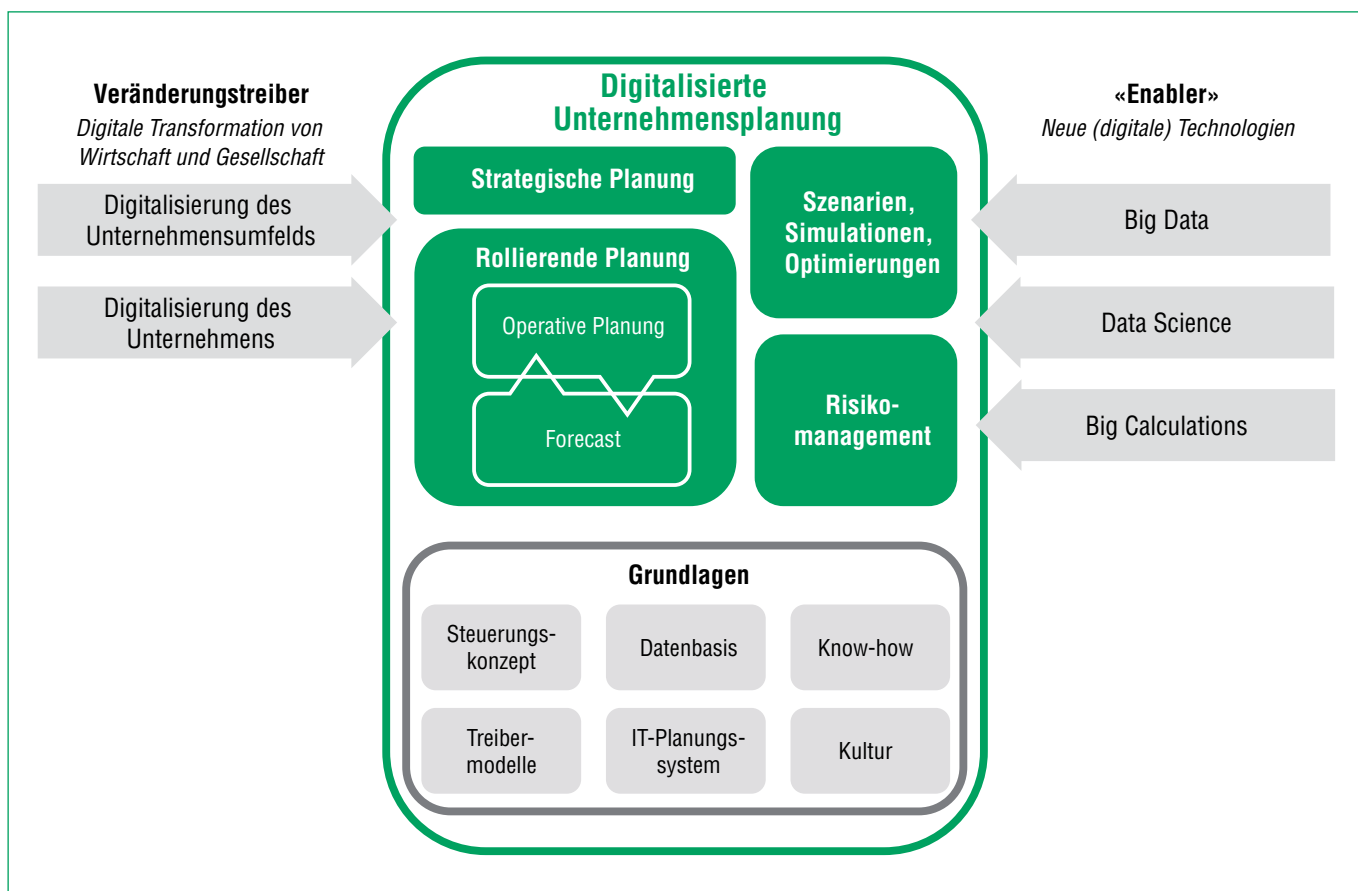 Veränderungstreiber
Digitale Transformation von
Wirtschaft und Gesellschaft
Digitalisierung des
Unternehmensumfelds
Digitalisierung des
Unternehmens
Digitalisierte
Unternehmensplanung
Strategische Planung
Rollierende Planung
Operative Planung
Forecast
Szenarien,
Simulationen,
Optimierungen
Risiko-
management
«Enabler»
Neue (digitale) Technologien
Big Data
Data Science
Big Calculations
Grundlagen
Steuerungs-
konzept
Datenbasis
Know-how
Treiber-
modelle
IT-Planungs-
system
Kultur